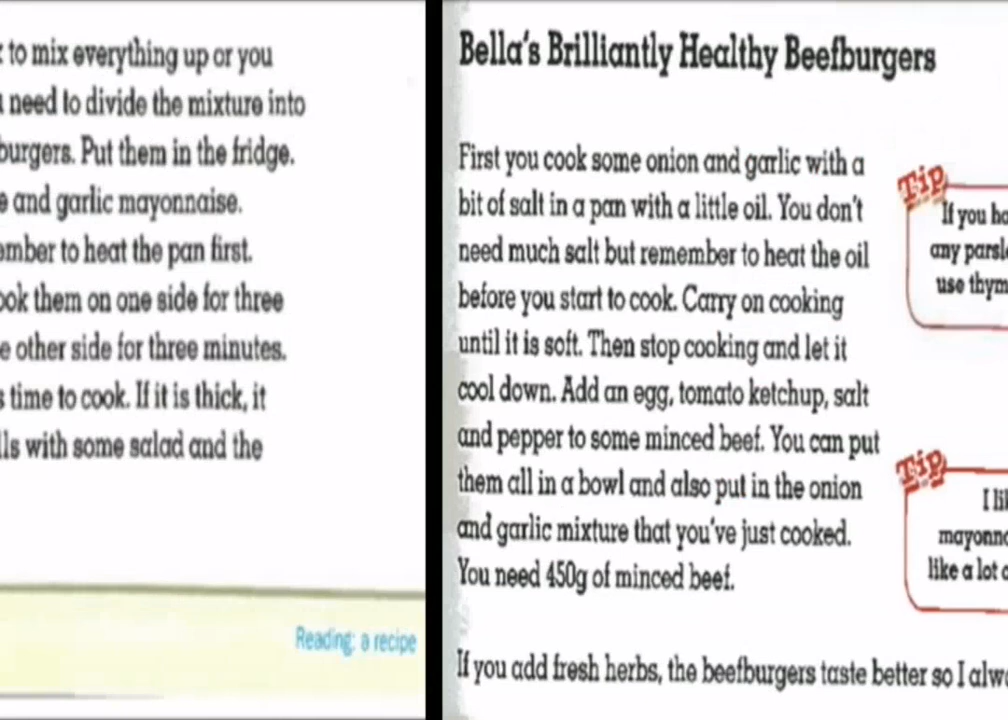 to mix everything up or you
need to divide the mixture into
burgers. Put them in the fridge.
and garlic mayonnaise.
ember to heat the pan first.
ook them on one side for three
e other side for three minutes.
s time to cook. If it is thick, it
lls with some salad and the
Reading: a recipe
Bella's Brilliantly Healthy Beefburgers
First you cook some onion and garlic with a
bit of salt in a pan with a little oil. You don't
need much salt but remember to heat the oil
before you start to cook. Carry on cooking
until it is soft. Then stop cooking and let it
cool down. Add an egg, tomato ketchup, salt
and pepper to some minced beef. You can put
them all in a bowl and also put in the onion
and garlic mixture that you've just cooked.
You need 450g of minced beef.
If you add fresh herbs, the beefburgers taste better so I alwa
Tip
If you ha
any parsle
use thym
Tip
I lik
mayonna
like a lot o